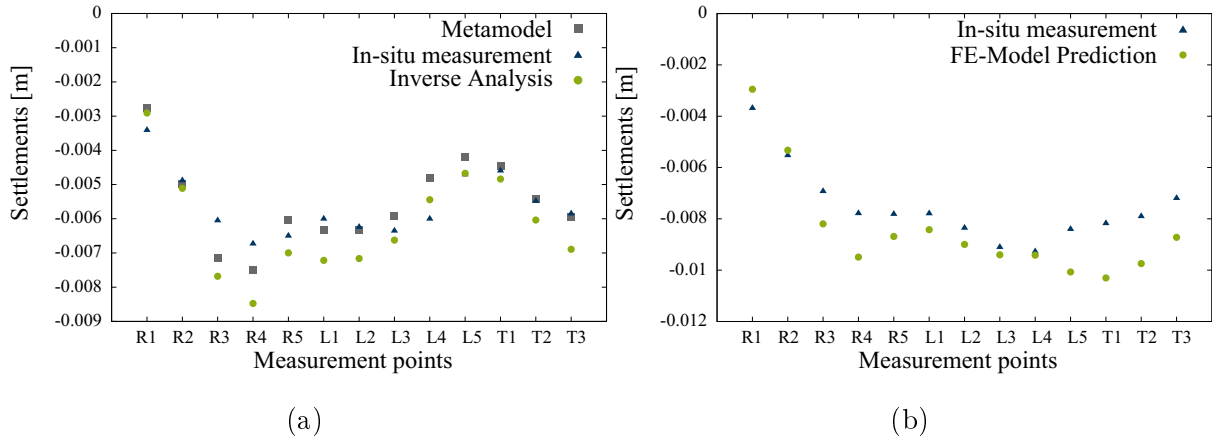 0
-0.001
-0.002
-0.003
-0.004
-0.005
-0.006
-0.007
-0.008
-0.009
Settlements [m]
Metamodel
In-situ measurement
Inverse Analysis
R1 R2 R3 R4 R5 L1 L2 L3 L4 L5 T1 T2 T3
Measurement points
(a)
0
-0.002
-0.004
-0.006
-0.008
-0.01
-0.012
Settlements [m]
In-situ measurement
FE-Model Prediction
R1 R2 R3 R4 R5 L1 L2 L3 L4 L5 T1 T2 T3
Measurement points
(b)